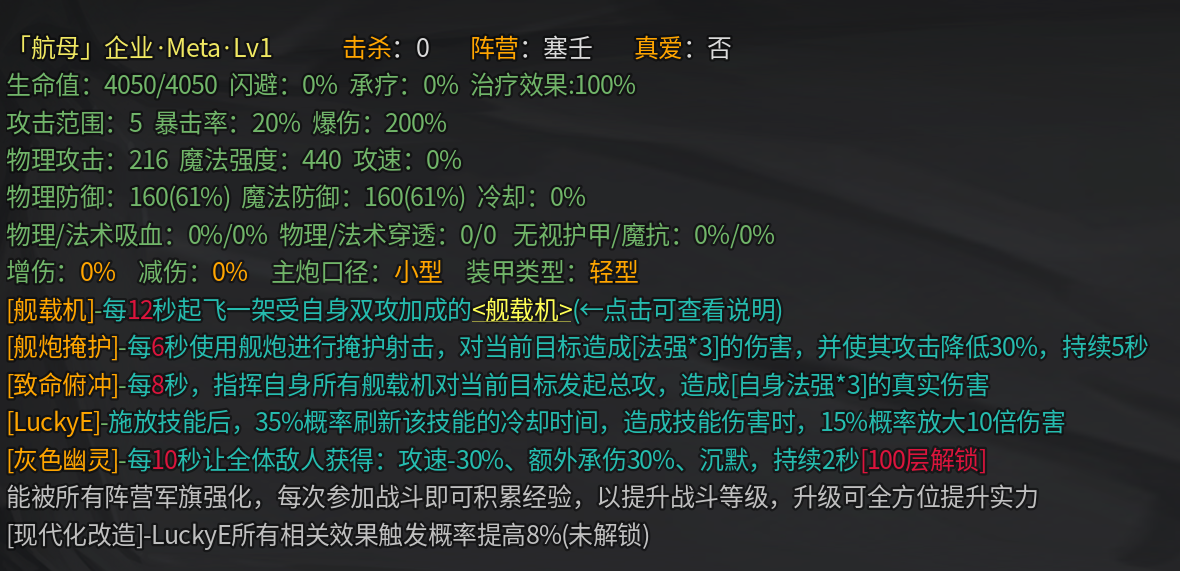 「航母」企业·Meta·Lv1 击杀：0 阵营：塞壬 真爱：否
生命值：4050/4050 闪避：0% 承疗：0% 治疗效果:100%
攻击范围：5 暴击率：20% 爆伤：200%
物理攻击：216 魔法强度：440 攻速：0%
物理防御：160(61%) 魔法防御：160(61%) 冷却：0%
物理/法术吸血：0%/0% 物理/法术穿透：0/0 无视护甲/魔抗：0%/0%
增伤：0% 减伤：0% 主炮口径：小型 装甲类型：轻型
[舰载机]-每12秒起飞一架受自身双攻加成的<舰载机>(←点击可查看说明)
[舰炮掩护]-每6秒使用舰炮进行掩护射击，对当前目标造成[法强*3]的伤害，并使其攻击降低30%，持续5秒
[致命俯冲]-每8秒，指挥自身所有舰载机对当前目标发起总攻，造成[自身法强*3]的真实伤害
[LuckyE]-施放技能后，35%概率刷新该技能的冷却时间，造成技能伤害时，15%概率放大10倍伤害
[灰色幽灵]-每10秒让全体敌人获得：攻速-30%、额外承伤30%、沉默，持续2秒[100层解锁]
能被所有阵营军旗强化，每次参加战斗即可积累经验，以提升战斗等级，升级可全方位提升实力
[现代化改造]-LuckyE所有相关效果触发概率提高8%(未解锁)